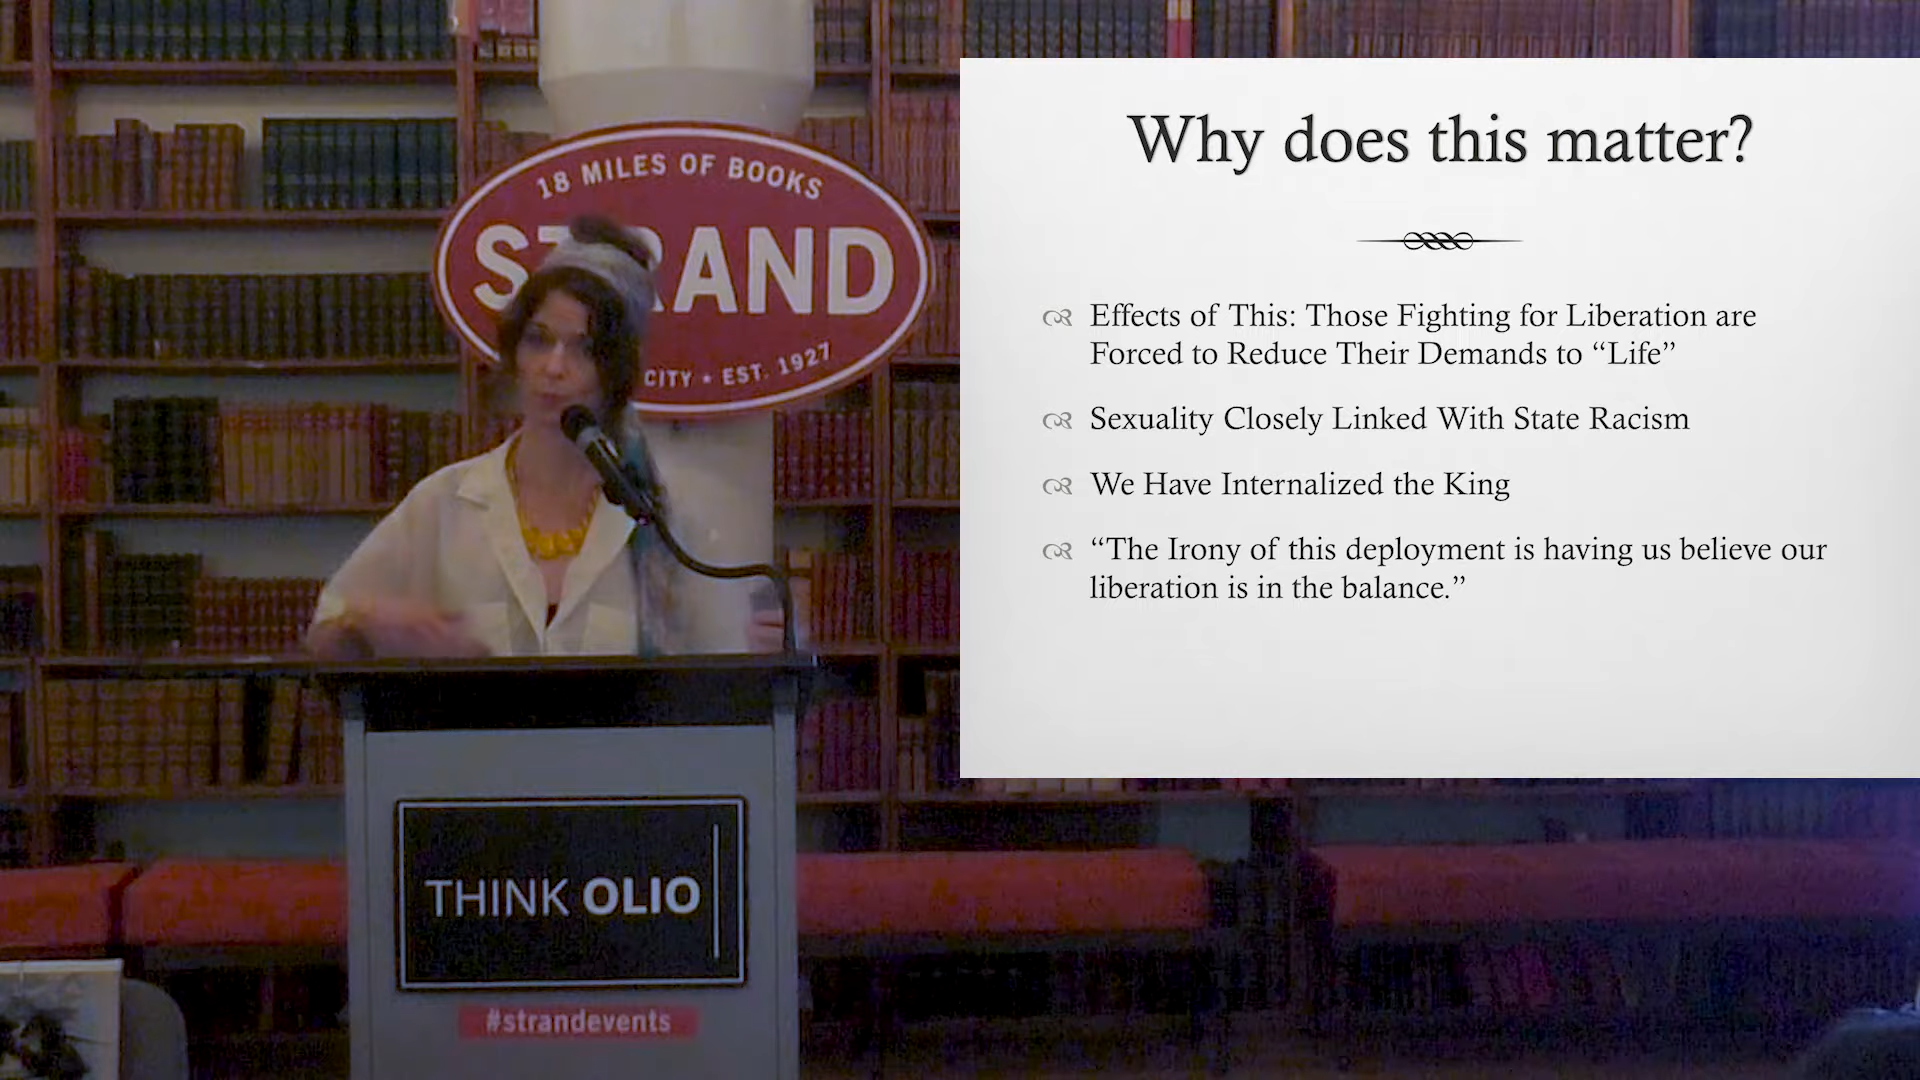 18 MILES OF BOOKS
STRAND
CITY ★ EST. 1927
THINK OLIO
#strandevents
Why does this matter?
Effects of This: Those Fighting for Liberation are
Forced to Reduce Their Demands to “Life”
Sexuality Closely Linked With State Racism
We Have Internalized the King
“The Irony of this deployment is having us believe our
liberation is in the balance.”